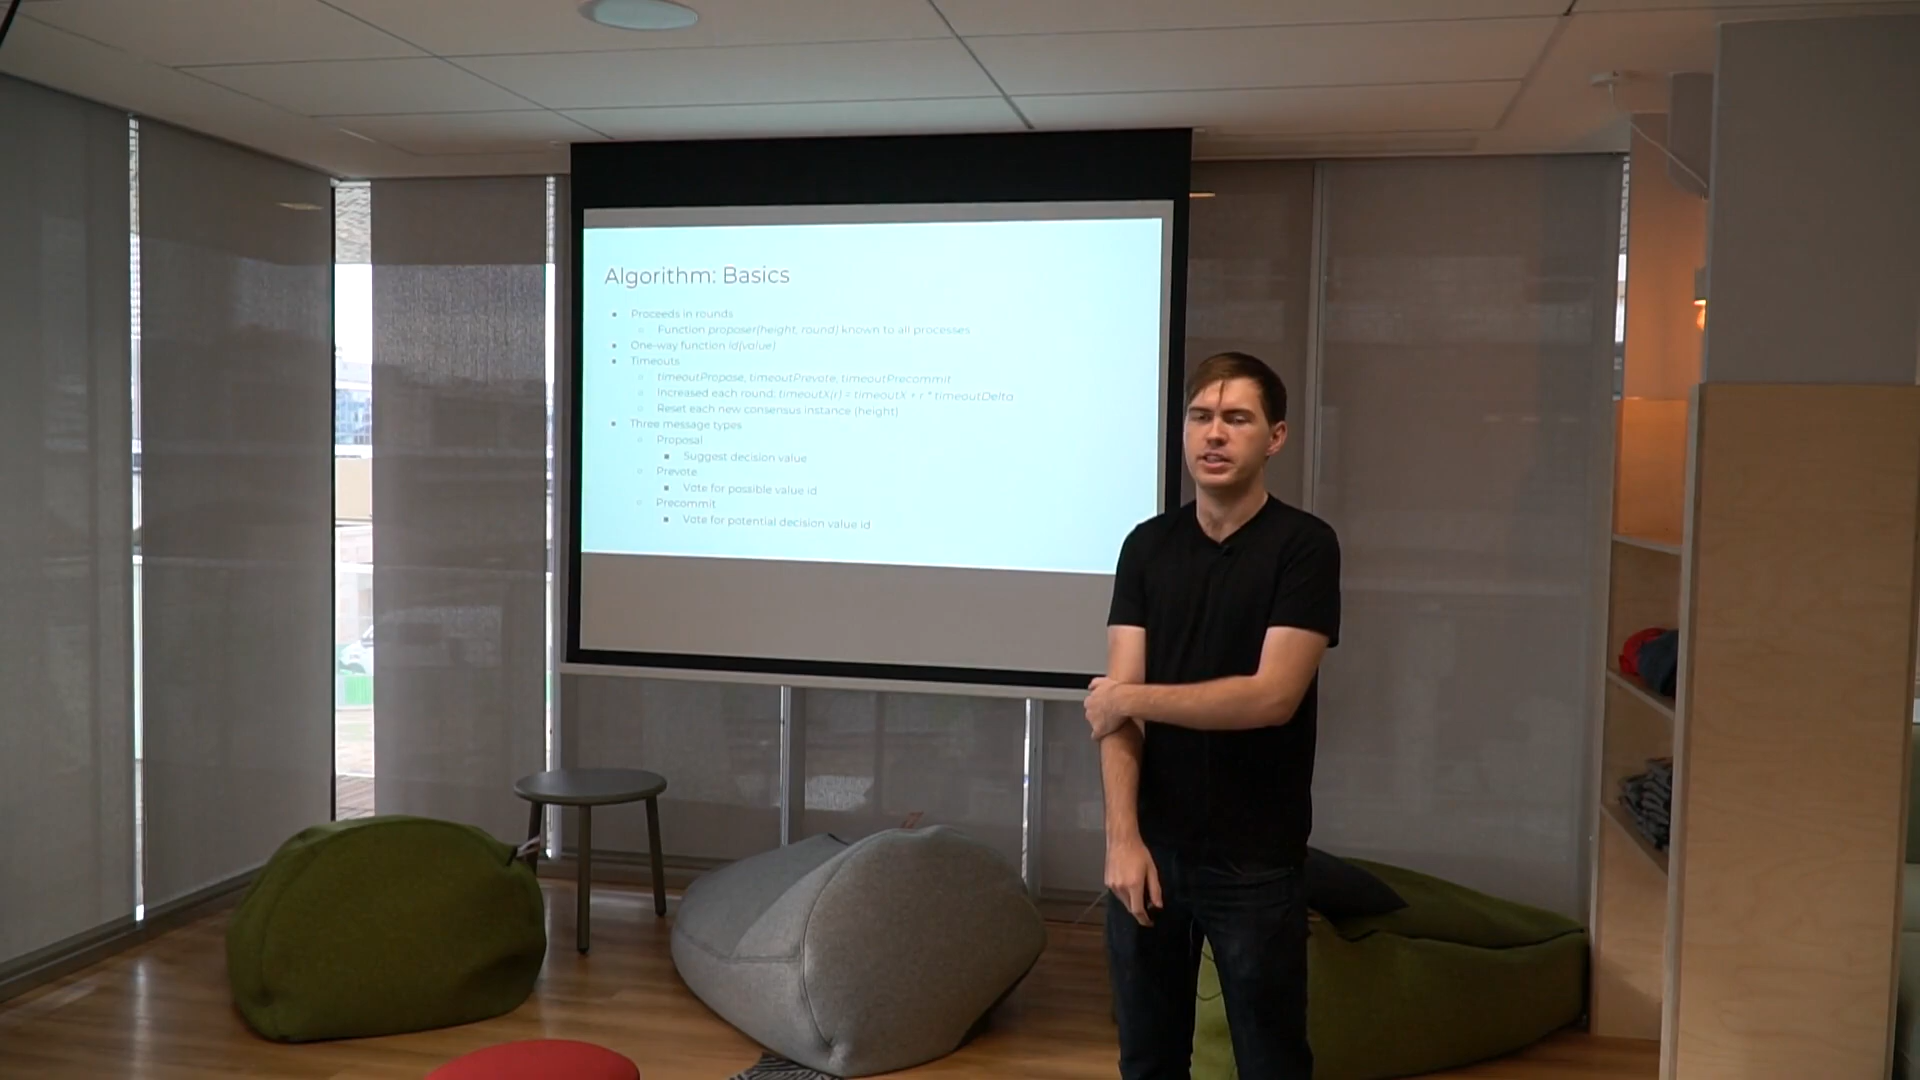 Algorithm: Basics
Proceeds in rounds
Function proposer(height, round) known to all processes
One-way function id(value)
Timeouts
timeoutPropose, timeoutPrevote, timeoutPrecommit
Increased each round; timeoutX(r) = timeoutX + r * timeoutDelta
Reset each new consensus instance (height)
Three message types
Proposal
Suggest decision value
Prevote
Vote for possible value id
Precommit
Vote for potential decision value id